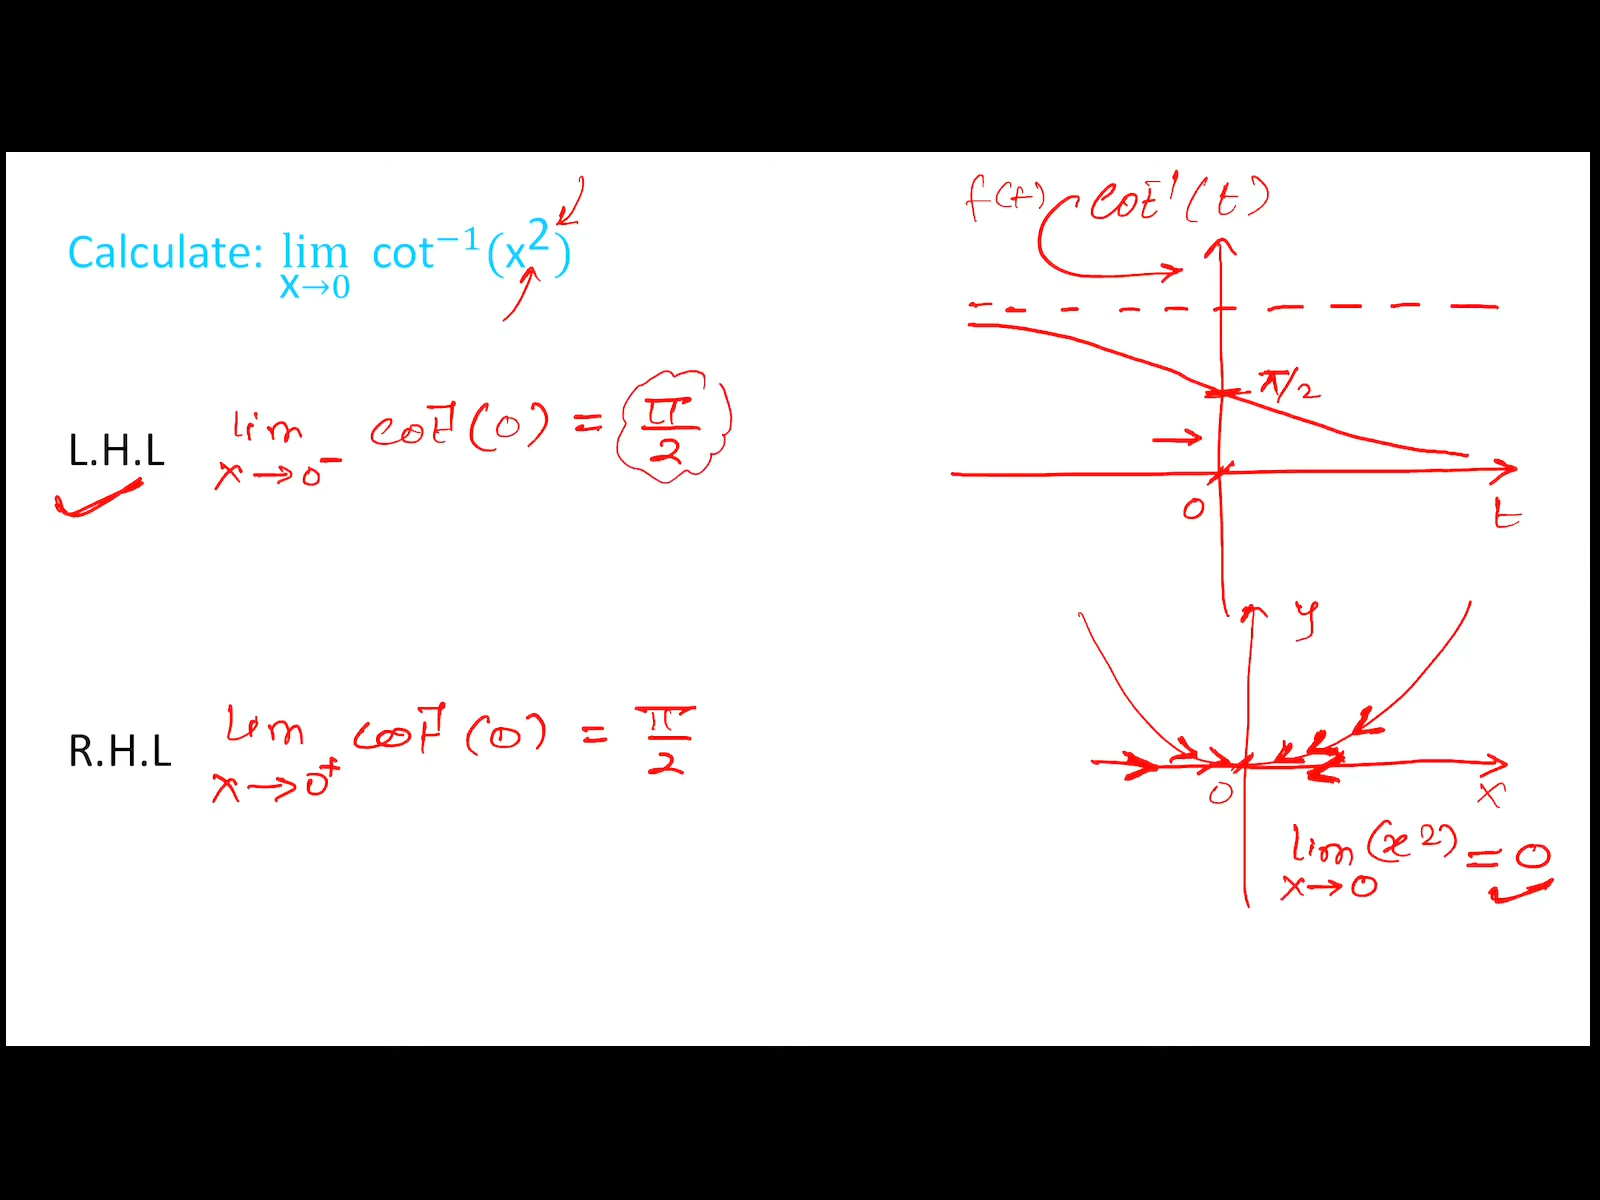 Calculate: lim x→0 cot⁻¹(x²)
L.H.L lim x→0⁻ cot⁻¹(0) = π/2
R.H.L lim x→0⁺ cot⁻¹(0) = π/2
f(t) cot⁻¹(t)
π/2
0
t
y
0
x
lim x→0 (x²) = 0